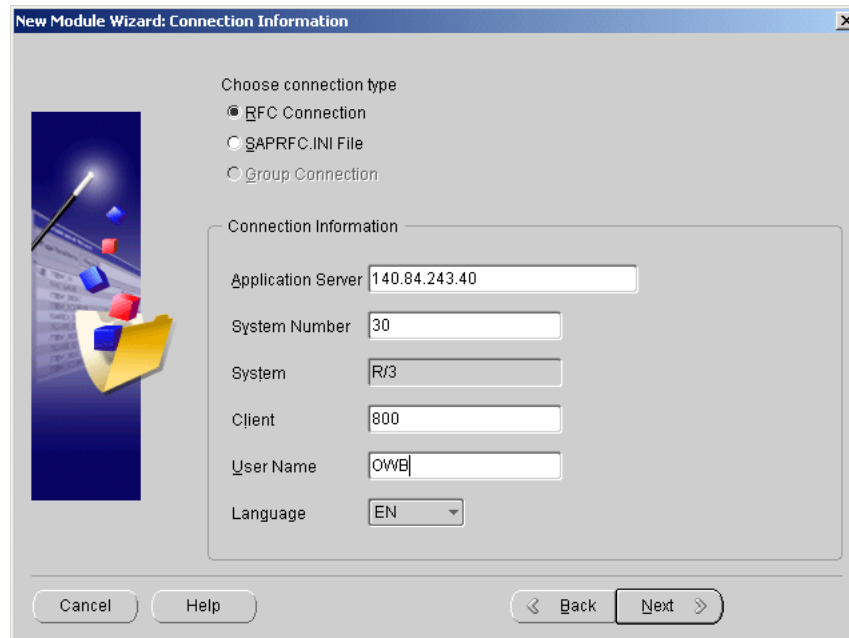 New Module Wizard: Connection Information
Choose connection type
RFC Connection
SAPRFC.INI File
Group Connection
Connection Information
Application Server 140.84.243.40
System Number 30
System R/3
Client 800
User Name OWB
Language EN
Cancel Help Back Next